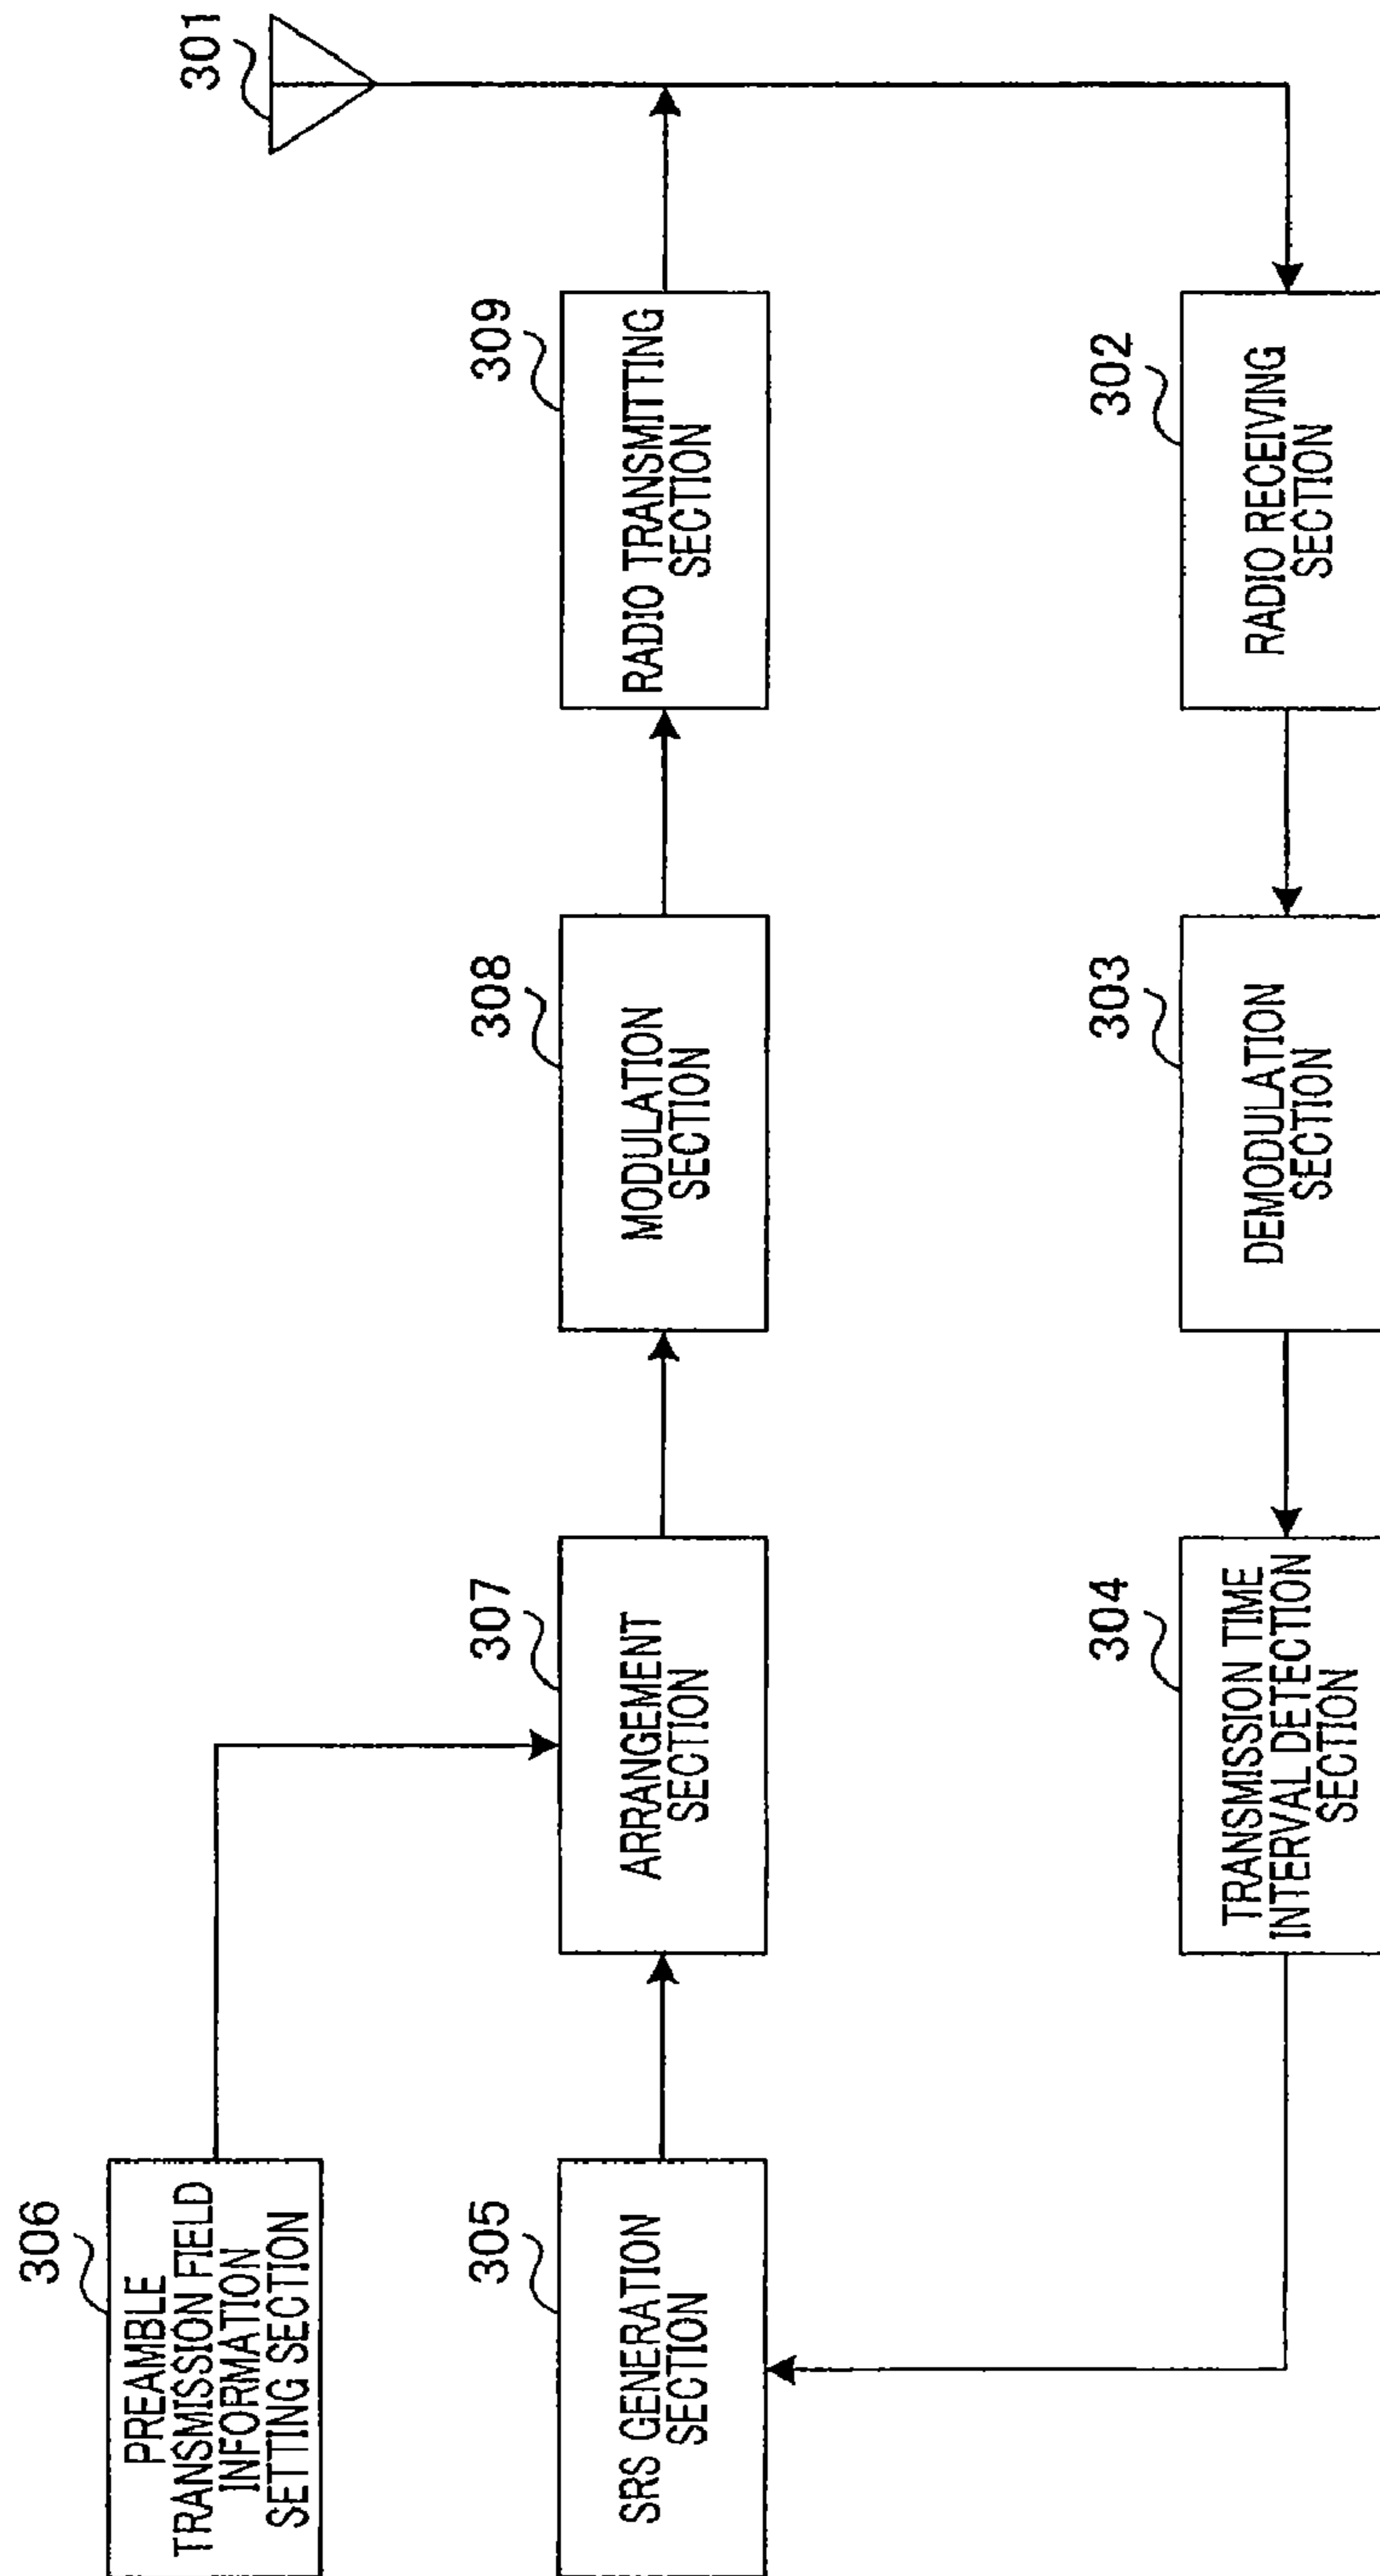 306
PREAMBLE
TRANSMISSION FIELD
INFORMATION
SETTING SECTION
305
SRS GENERATION
SECTION
307
ARRANGEMENT
SECTION
308
MODULATION
SECTION
309
RADIO TRANSMITTING
SECTION
301
304
TRANSMISSION TIME
INTERVAL DETECTION
SECTION
303
DEMODULATION
SECTION
302
RADIO RECEIVING
SECTION